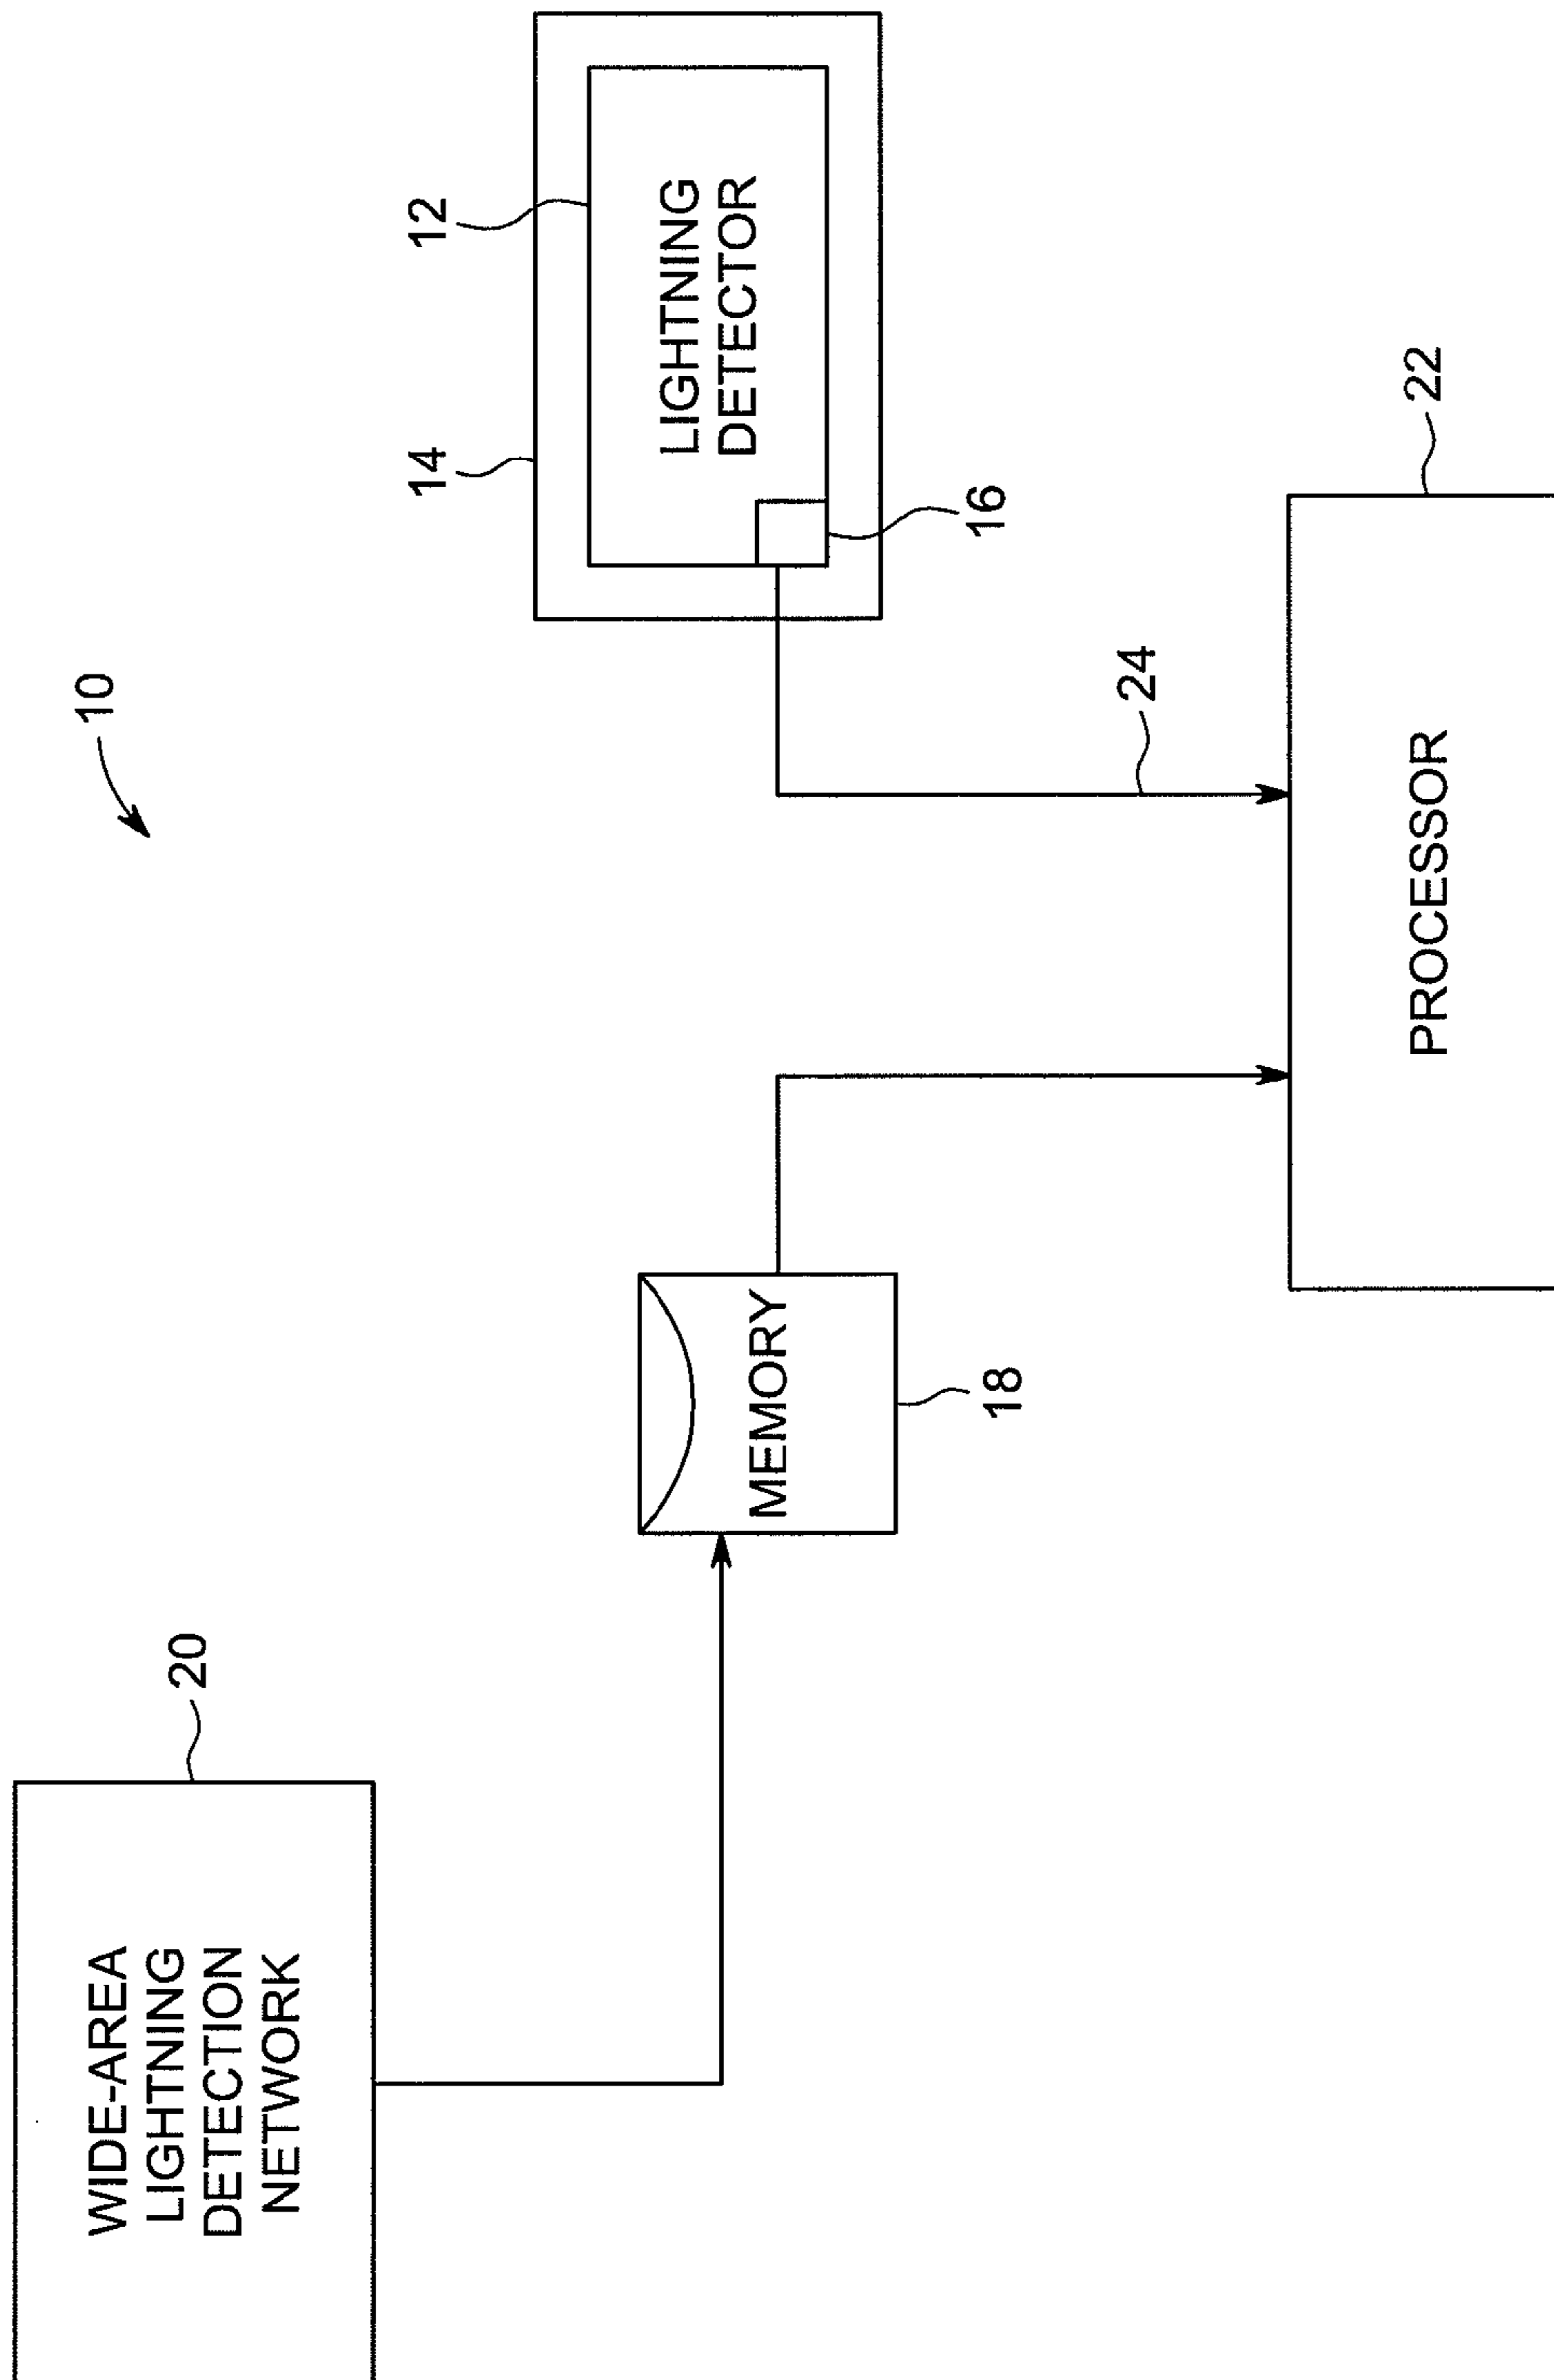 10
20
WIDE-AREA
LIGHTNING
DETECTION
NETWORK
14
12
LIGHTNING
DETECTOR
16
MEMORY
18
24
22
PROCESSOR